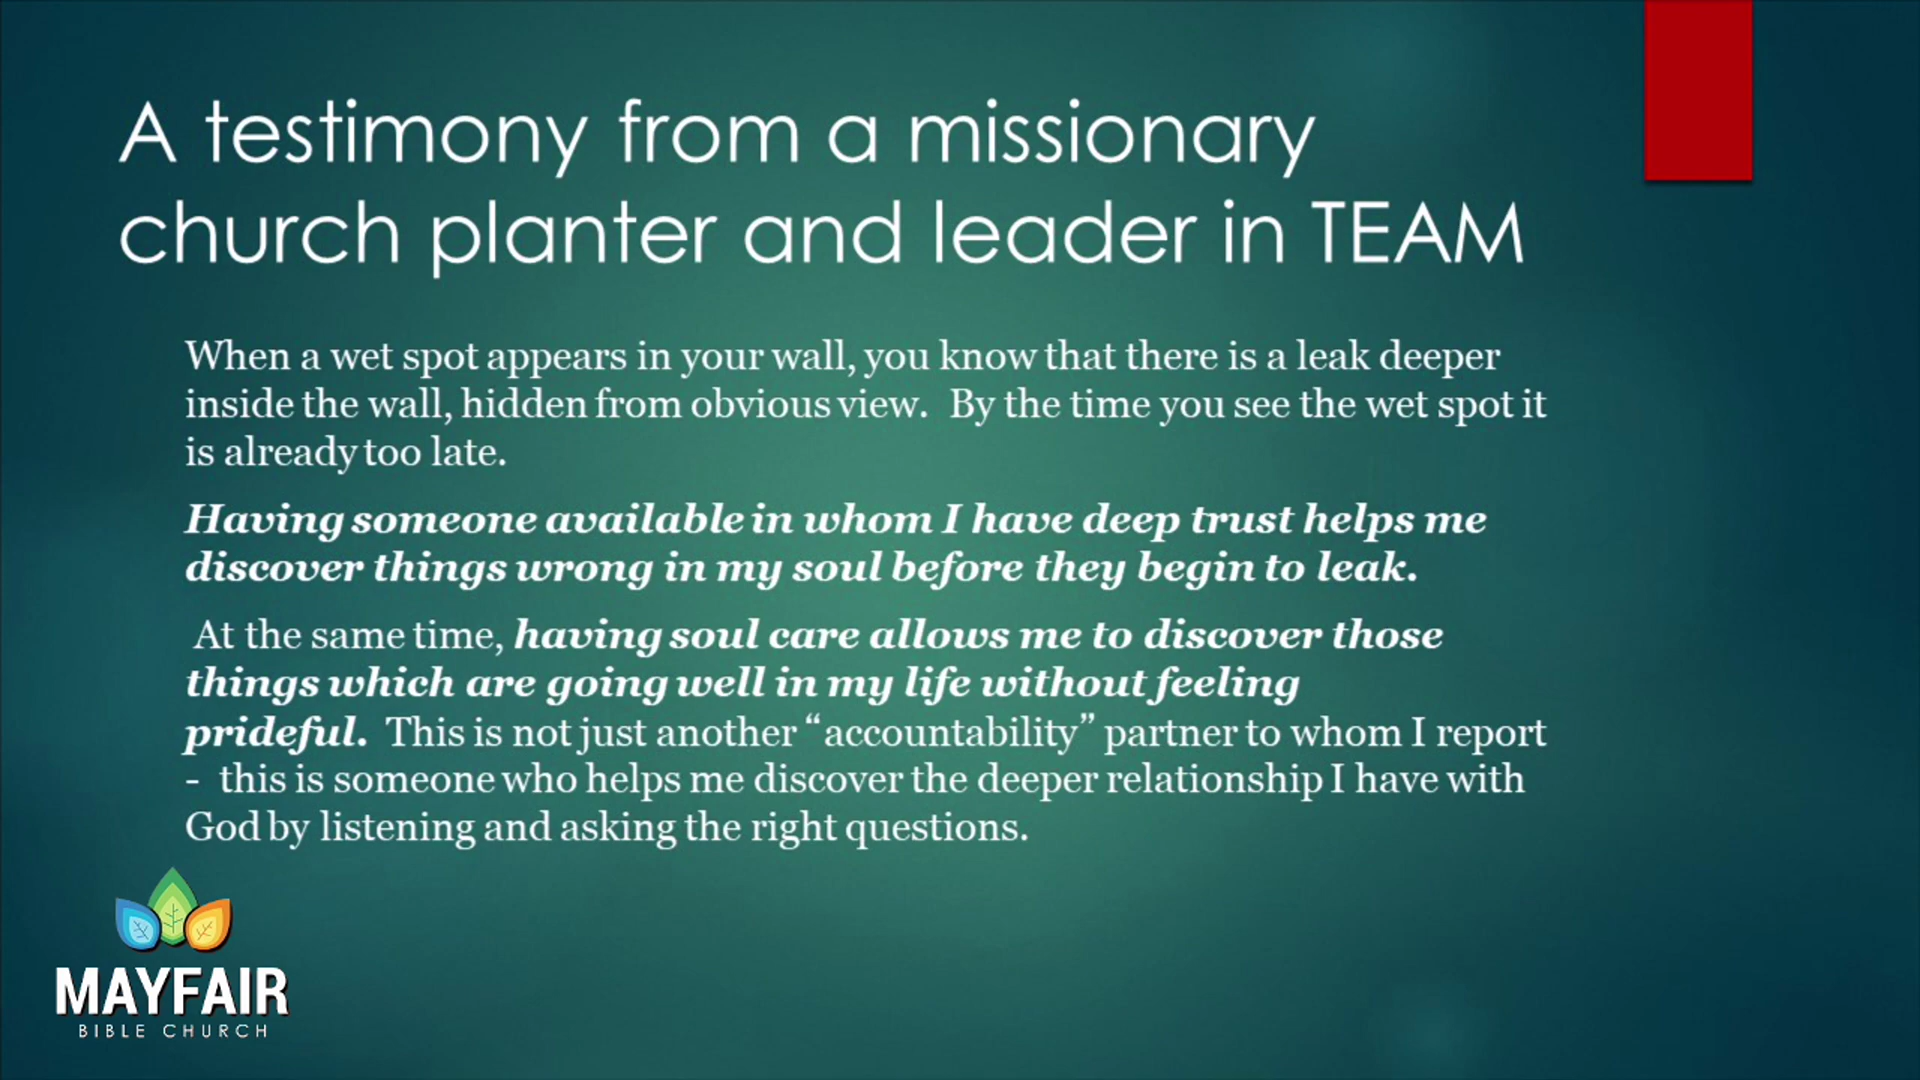 A testimony from a missionary
church planter and leader in TEAM
When a wet spot appears in your wall, you know that there is a leak deeper
inside the wall, hidden from obvious view.  By the time you see the wet spot it
is already too late.
Having someone available in whom I have deep trust helps me
discover things wrong in my soul before they begin to leak.
At the same time, having soul care allows me to discover those
things which are going well in my life without feeling
prideful.  This is not just another “accountability” partner to whom I report
-  this is someone who helps me discover the deeper relationship I have with
God by listening and asking the right questions.
MAYFAIR
BIBLE CHURCH